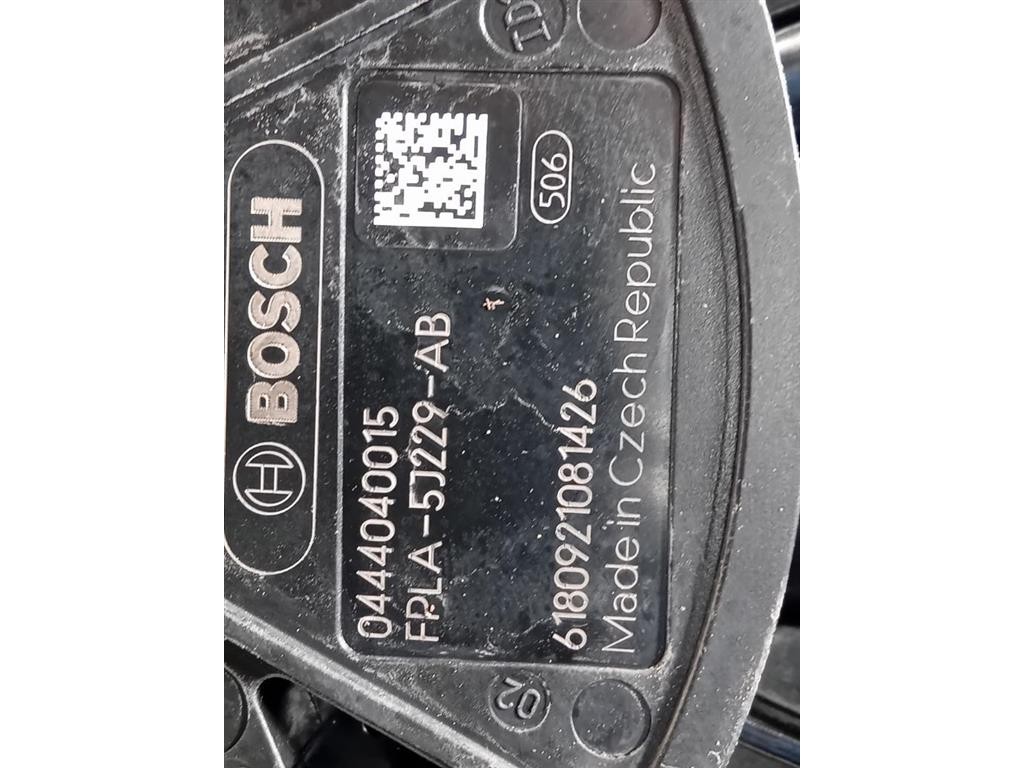 BOSCH
0444040015
FPLA-5J229-AB
506
6180921081426
Made in Czech Republic
02